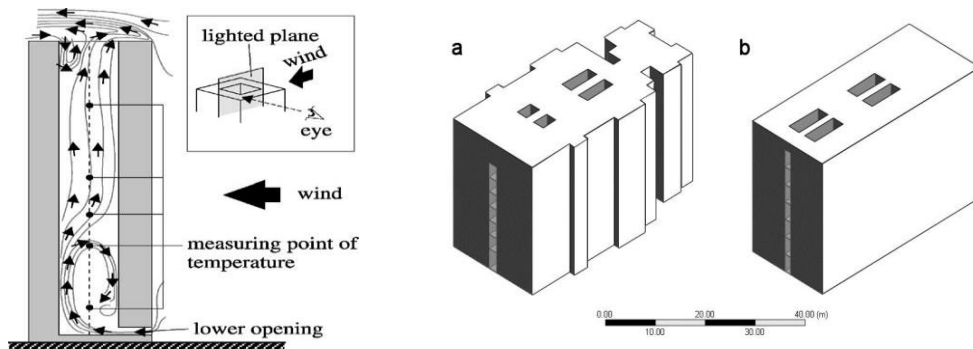 lighted plane
wind
eye
wind
measuring point of
temperature
lower opening
a
b
0.00 20.00 40.00 (m)
10.00 30.00